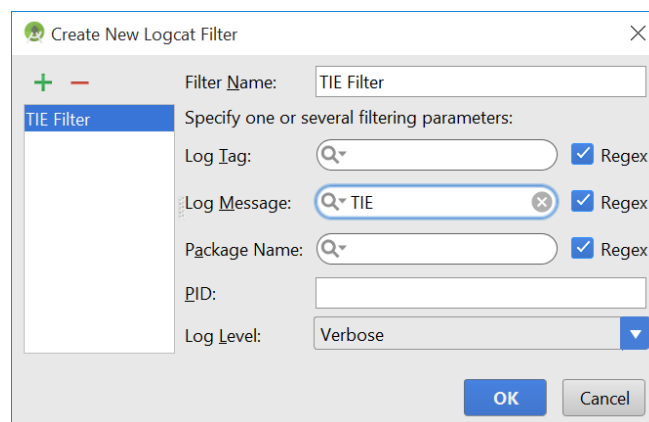 Create New Logcat Filter
Filter Name: TIE Filter
TIE Filter
Specify one or several filtering parameters:
Log Tag: Regex
Log Message: TIE Regex
Package Name: Regex
PID:
Log Level: Verbose
OK Cancel